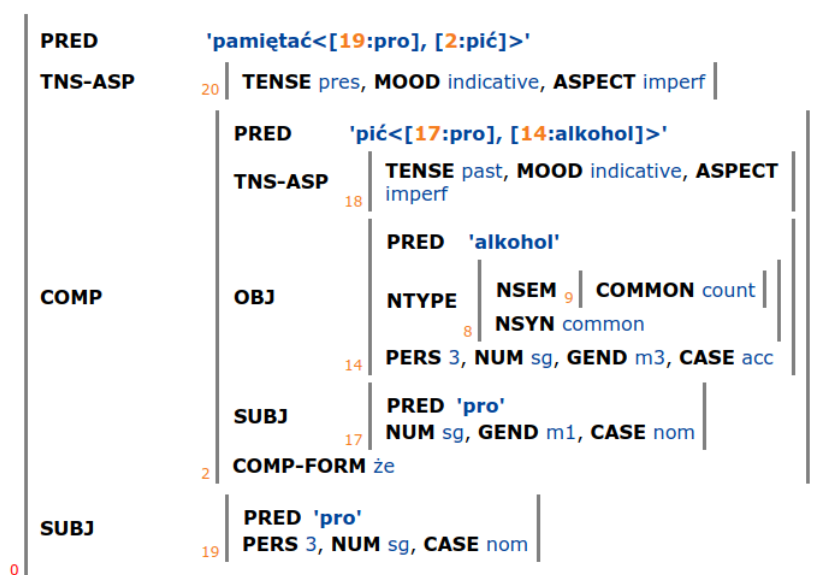 PRED 'pamiętać<[19:pro], [2:pić]>'
TNS-ASP 20 TENSE pres, MOOD indicative, ASPECT imperf
PRED 'pić<[17:pro], [14:alkohol]>'
TNS-ASP 18 TENSE past, MOOD indicative, ASPECT
imperf
PRED 'alkohol'
COMP OBJ NTYPE 8 NSEM 9 COMMON count
NSYN common
14 PERS 3, NUM sg, GEND m3, CASE acc
SUBJ 17 PRED 'pro'
NUM sg, GEND m1, CASE nom
2 COMP-FORM że
SUBJ 19 PRED 'pro'
PERS 3, NUM sg, CASE nom
0